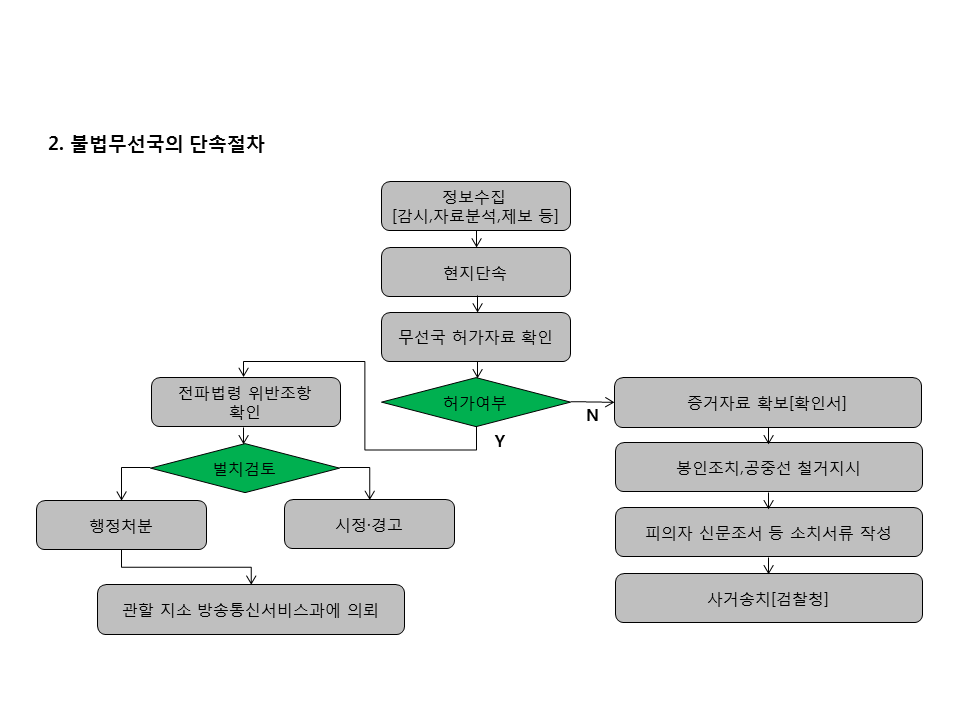 2. 불법무선국의 단속절차
정보수집
[감시,자료분석,제보 등]
현지단속
무선국 허가자료 확인
허가여부
N
Y
전파법령 위반조항
확인
벌치검토
행정처분
시정·경고
관할 지소 방송통신서비스과에 의뢰
증거자료 확보[확인서]
봉인조치,공중선 철거지시
피의자 신문조서 등 소치서류 작성
사거송치[검찰청]